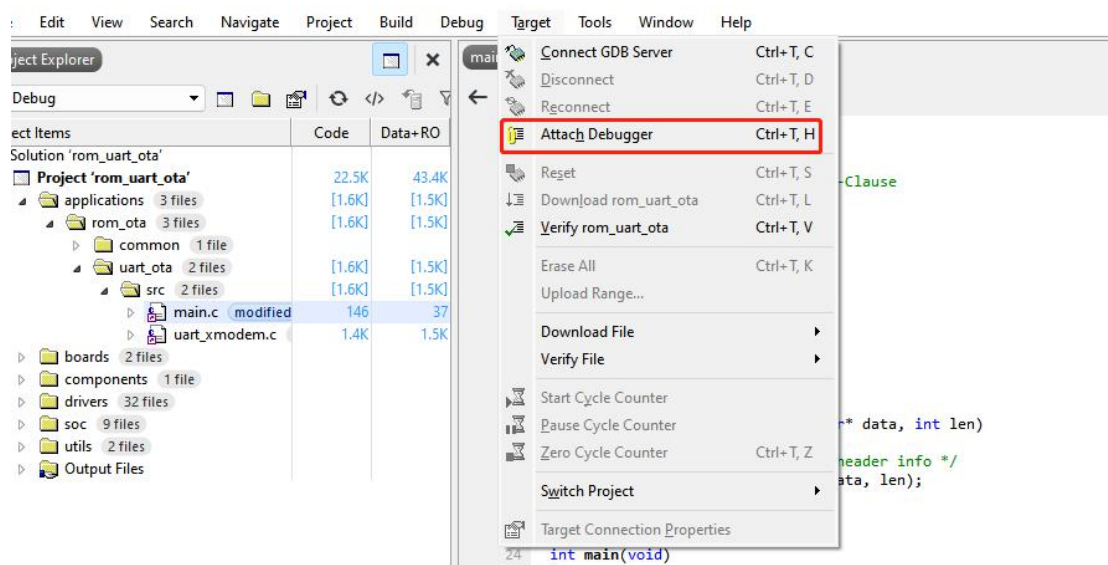 Edit View Search Navigate Project Build Debug Target Tools Window Help
ject Explorer
Debug
ect Items Code Data+RO
Solution 'rom_uart_ota'
Project 'rom_uart_ota' 22.5K 43.4K
applications 3 files [1.6K] [1.5K]
rom_ota 3 files [1.6K] [1.5K]
common 1 file
uart_ota 2 files [1.6K] [1.5K]
src 2 files [1.6K] [1.5K]
main.c modified 146 37
uart_xmodem.c 1.4K 1.5K
boards 2 files
components 1 file
drivers 32 files
soc 9 files
utils 2 files
Output Files
mai
Connect GDB Server Ctrl+T, C
Disconnect Ctrl+T, D
Reconnect Ctrl+T, E
Attach Debugger Ctrl+T, H
Reset Ctrl+T, S
Download rom_uart_ota Ctrl+T, L
Verify rom_uart_ota Ctrl+T, V
Erase All Ctrl+T, K
Upload Range...
Download File
Verify File
Start Cycle Counter
Pause Cycle Counter
Zero Cycle Counter Ctrl+T, Z
Switch Project
Target Connection Properties
-Clause
* data, int len)
header info */
ata, len);
24 int main(void)